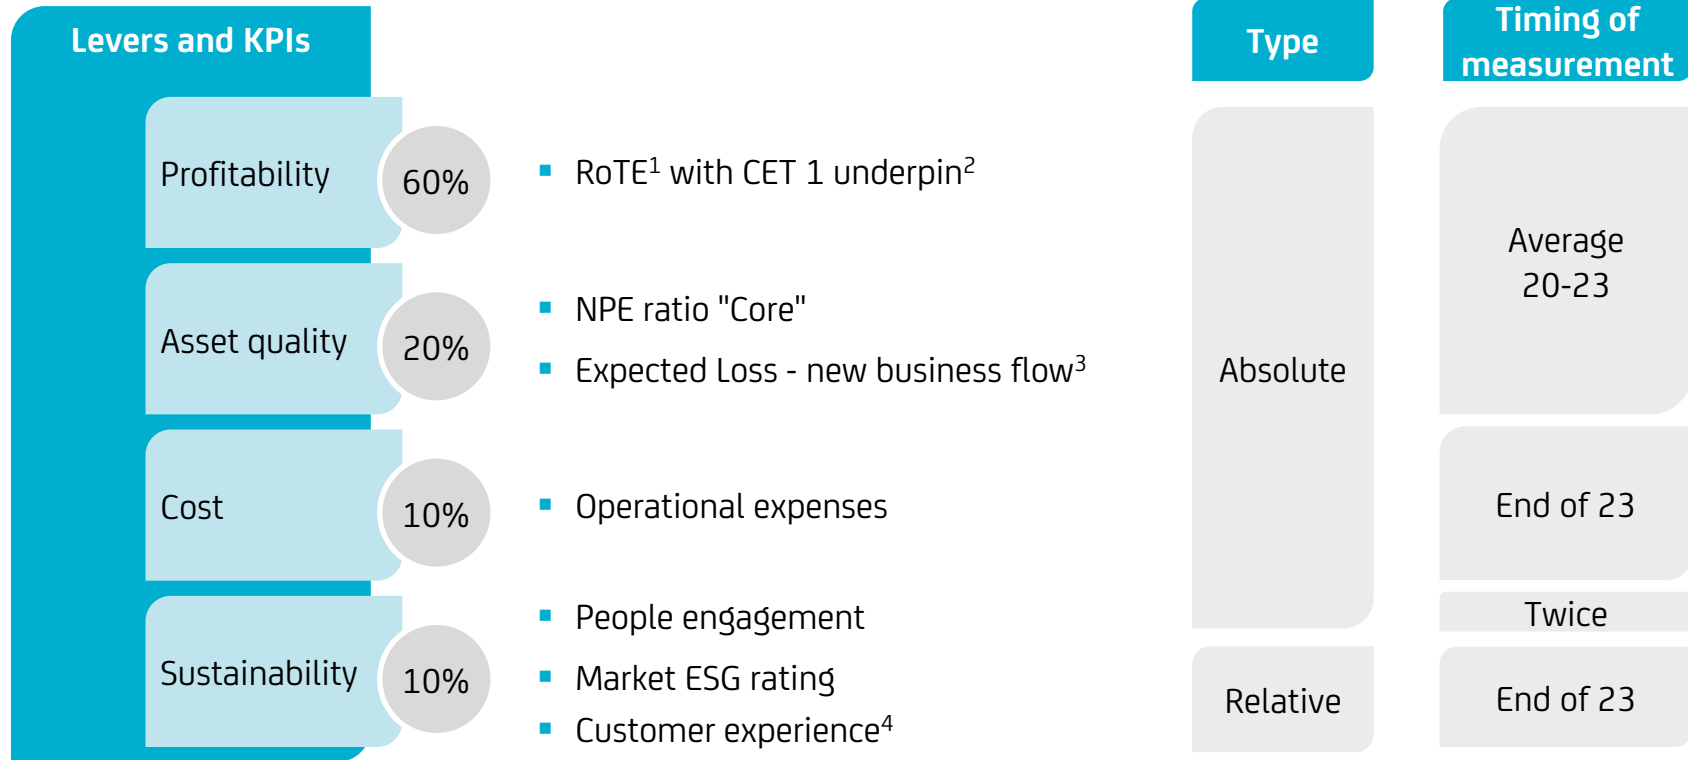 Levers and KPIs
Type
Timing of
measurement
Profitability
60%
▪ RoTE¹ with CET 1 underpin²
Asset quality
20%
▪ NPE ratio "Core"
▪ Expected Loss - new business flow³
Absolute
Average
20-23
Cost
10%
▪ Operational expenses
End of 23
Sustainability
10%
▪ People engagement
▪ Market ESG rating
▪ Customer experience⁴
Twice
Relative
End of 23